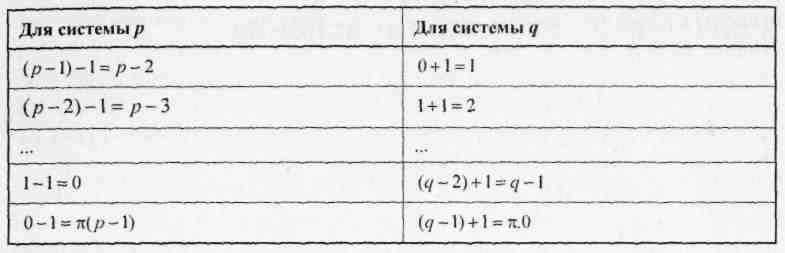 Для системы p Для системы q
(p−1)−1= p−2 0+1=1
(p−2)−1= p−3 1+1=2
... ...
1−1=0 (q−2)+1=q−1
0−1=π(p−1) (q−1)+1=π.0